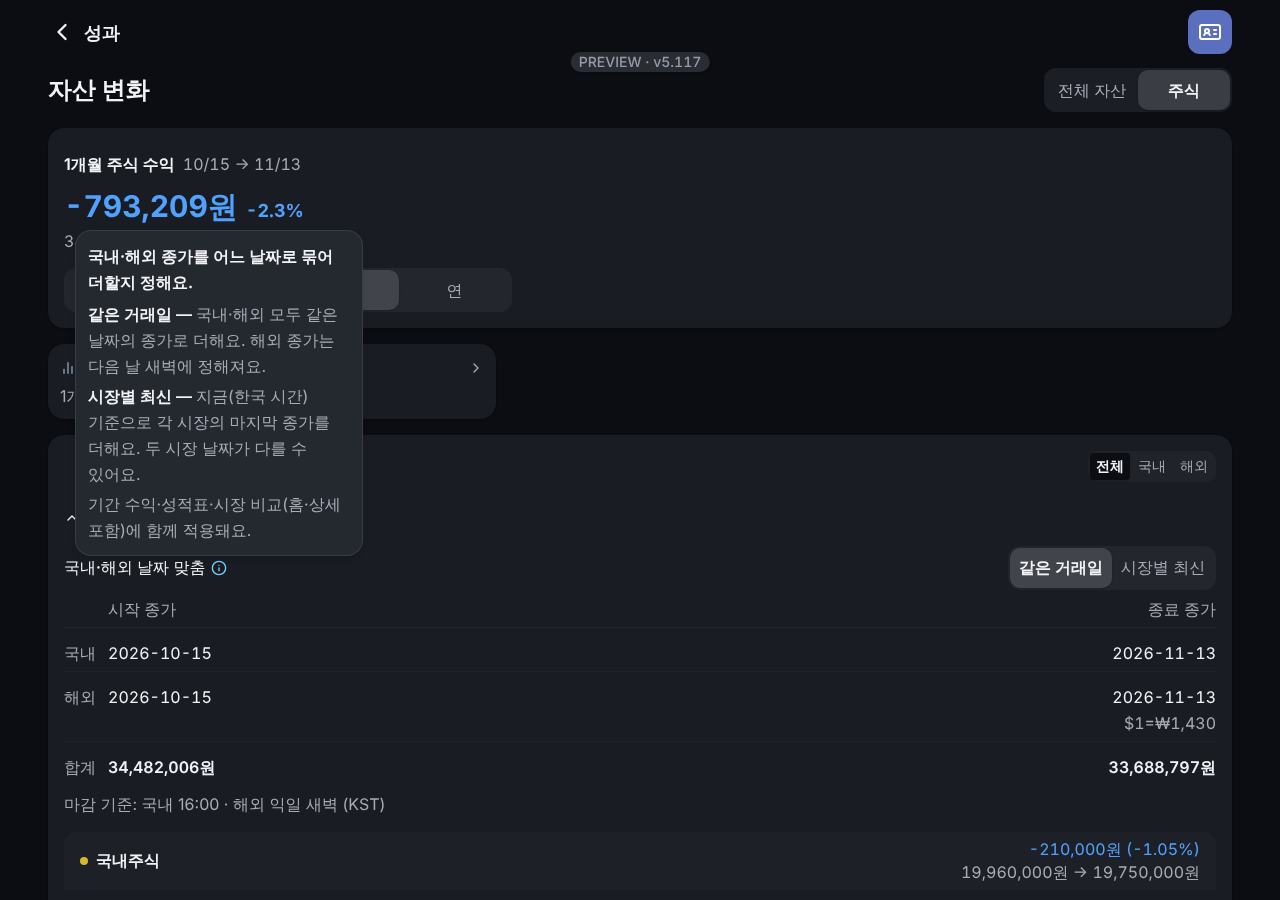 성과
PREVIEW · v5.117
자산 변화
전체 자산 주식
1개월 주식 수익 10/15 → 11/13
-793,209원 -2.3%
3
국내·해외 종가를 어느 날짜로 묶어
더할지 정해요.
연
같은 거래일 — 국내·해외 모두 같은
날짜의 종가로 더해요. 해외 종가는
다음 날 새벽에 정해져요.
시장별 최신 — 지금(한국 시간)
기준으로 각 시장의 마지막 종가를
더해요. 두 시장 날짜가 다를 수
있어요.
기간 수익·성적표·시장 비교(홈·상세
포함)에 함께 적용돼요.
전체 국내 해외
국내·해외 날짜 맞춤
같은 거래일 시장별 최신
시작 종가 종료 종가
국내 2026-10-15 2026-11-13
해외 2026-10-15 2026-11-13
$1=₩1,430
합계 34,482,006원 33,688,797원
마감 기준: 국내 16:00 · 해외 익일 새벽 (KST)
국내주식 -210,000원 (-1.05%)
19,960,000원 → 19,750,000원